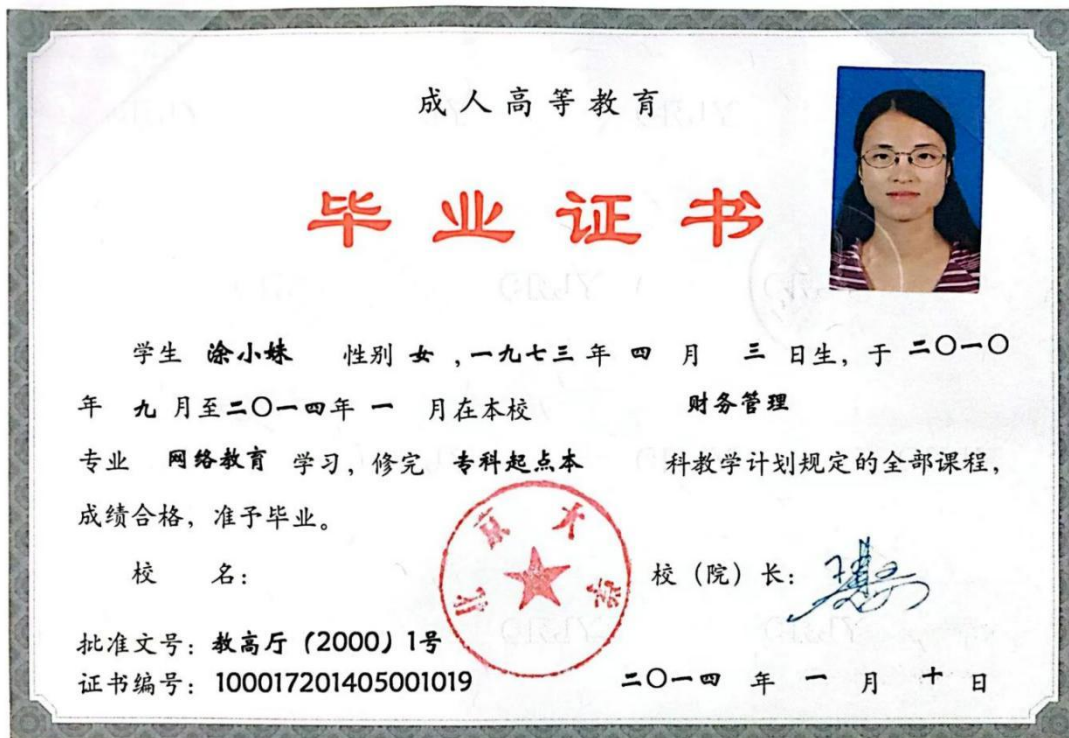 成人高等教育
毕业证书
学生 涂小妹 性别 女 ,一九七三 年 四 月 三 日生, 于 二〇一〇
年 九 月至二〇一四年 一 月在本校 财务管理
专业 网络教育 学习, 修完 专科起点本 科教学计划规定的全部课程,
成绩合格, 准予毕业。
校 名: 北京大学 校 (院) 长:
批准文号: 教高厅 (2000) 1号
证书编号: 100017201405001019 二〇一四 年 一 月 十 日